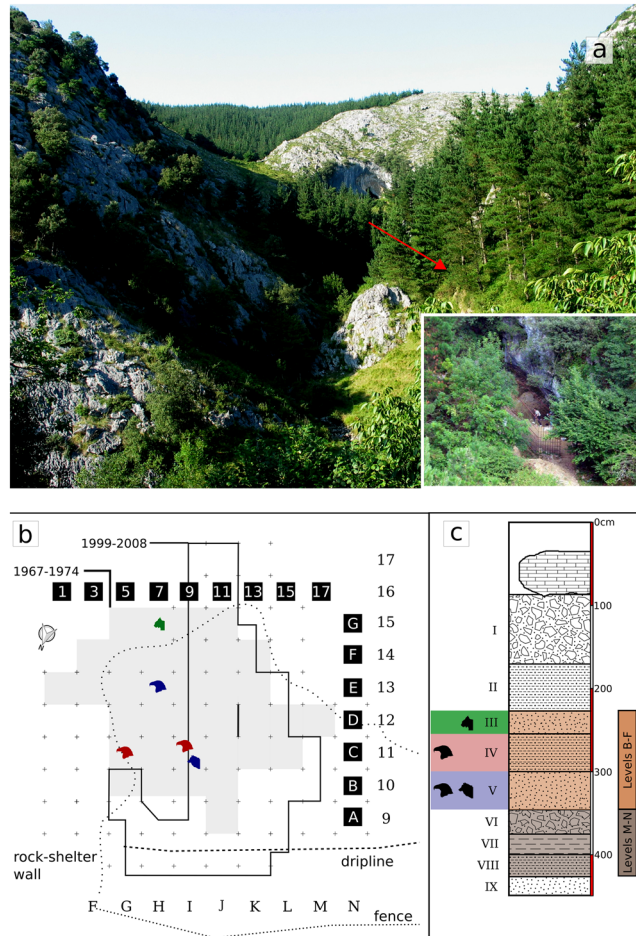 a
b
1999-2008
1967-1974
17
1 3 5 7 9 11 13 15 17 16
G 15
F 14
E 13
D 12
C 11
B 10
A 9
rock-shelter
wall
dripline
F G H I J K L M N
fence
c
0cm
100
I
II
200
III
IV
300
V
VI
VII
VIII
400
IX
Levels B-F
Levels M-N